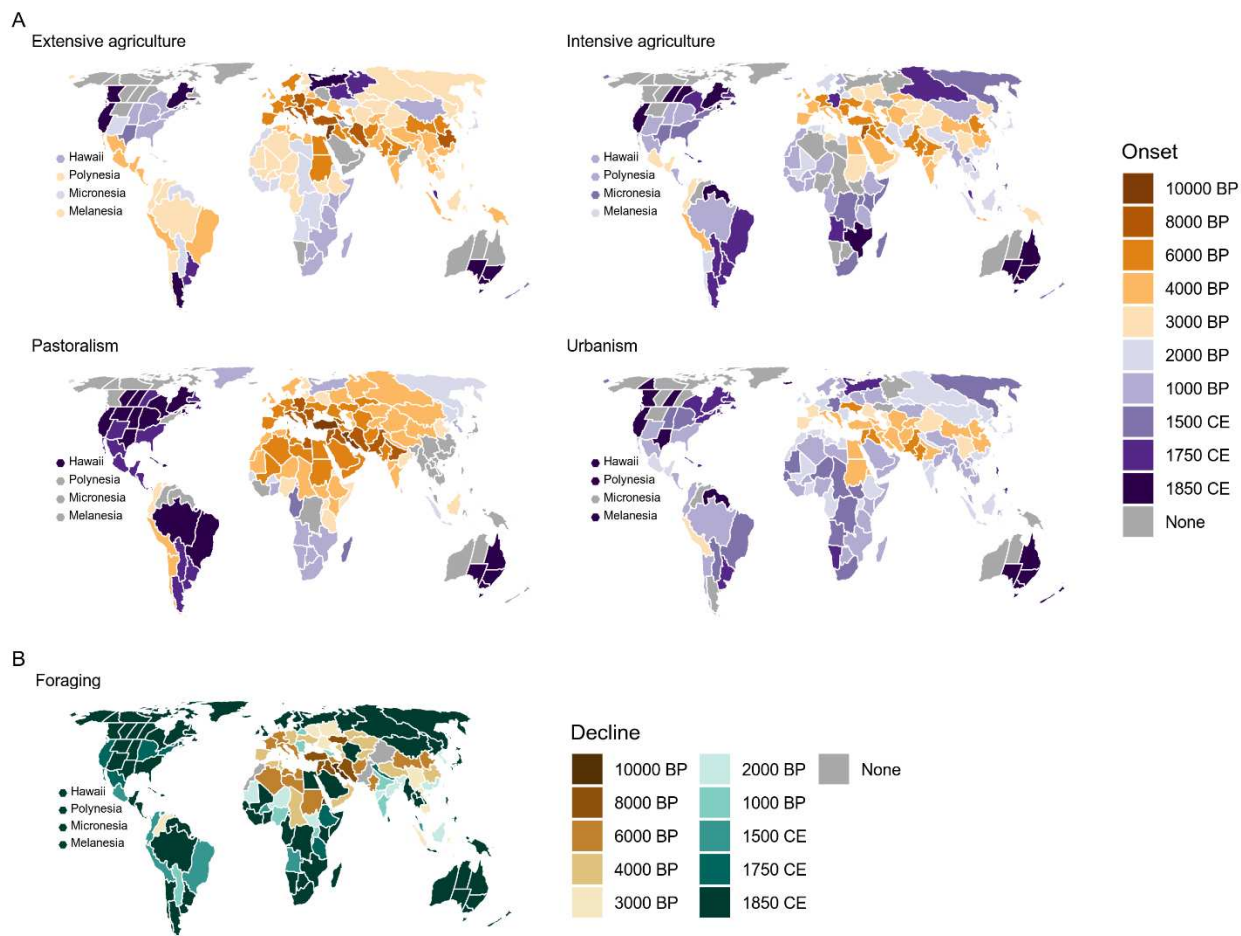 A
Extensive agriculture
Hawaii
Polynesia
Micronesia
Melanesia
Intensive agriculture
Hawaii
Polynesia
Micronesia
Melanesia
Pastoralism
Hawaii
Polynesia
Micronesia
Melanesia
Urbanism
Hawaii
Polynesia
Micronesia
Melanesia
Onset
10000 BP
8000 BP
6000 BP
4000 BP
3000 BP
2000 BP
1000 BP
1500 CE
1750 CE
1850 CE
None
B
Foraging
Hawaii
Polynesia
Micronesia
Melanesia
Decline
10000 BP
8000 BP
6000 BP
4000 BP
3000 BP
2000 BP
1000 BP
1500 CE
1750 CE
1850 CE
None